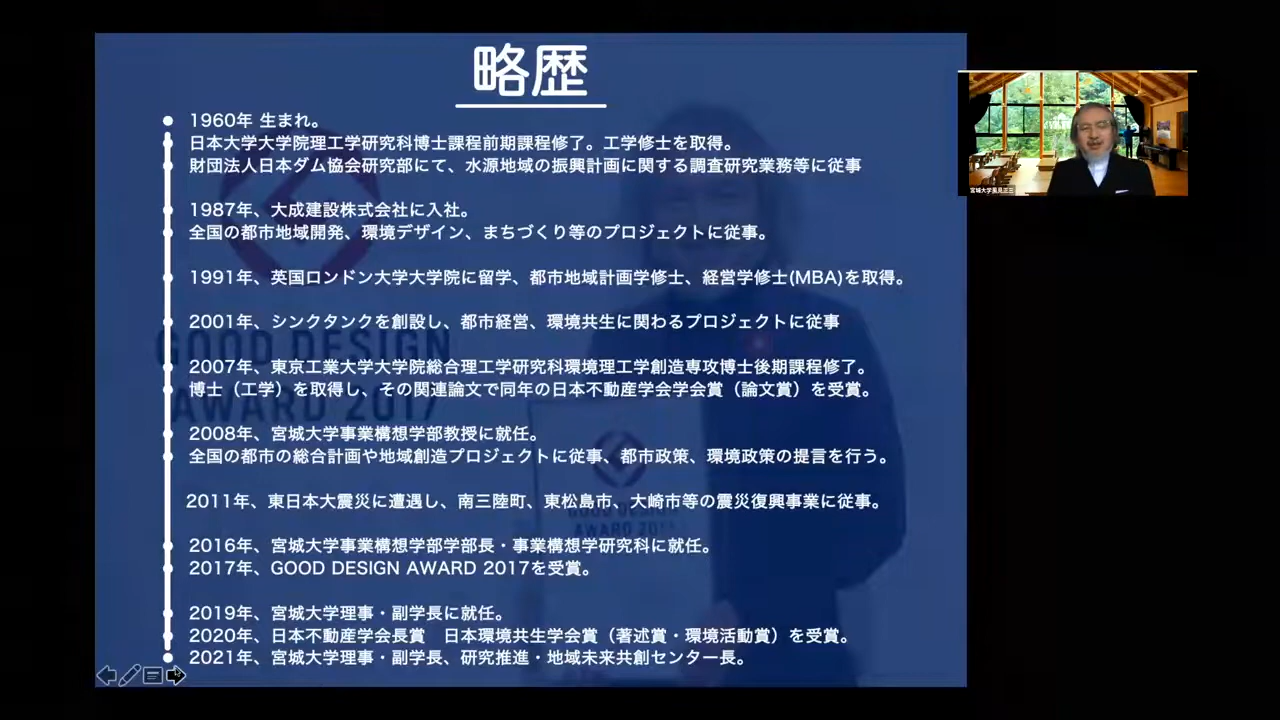 略歴
1960年 生まれ。
日本大学大学院理工学研究科博士課程前期課程修了。工学修士を取得。
財団法人日本ダム協会研究部にて、水源地域の振興計画に関する調査研究業務等に従事
1987年、大成建設株式会社に入社。
全国の都市地域開発、環境デザイン、まちづくり等のプロジェクトに従事。
1991年、英国ロンドン大学大学院に留学、都市地域計画学修士、経営学修士(MBA)を取得。
2001年、シンクタンクを創設し、都市経営、環境共生に関わるプロジェクトに従事
2007年、東京工業大学大学院総合理工学研究科環境理工学創造専攻博士後期課程修了。
博士（工学）を取得し、その関連論文で同年の日本不動産学会学会賞（論文賞）を受賞。
2008年、宮城大学事業構想学部教授に就任。
全国の都市の総合計画や地域創造プロジェクトに従事、都市政策、環境政策の提言を行う。
2011年、東日本大震災に遭遇し、南三陸町、東松島市、大崎市等の震災復興事業に従事。
2016年、宮城大学事業構想学部学部長・事業構想学研究科に就任。
2017年、GOOD DESIGN AWARD 2017を受賞。
2019年、宮城大学理事・副学長に就任。
2020年、日本不動産学会長賞　日本環境共生学会賞（著述賞・環境活動賞）を受賞。
2021年、宮城大学理事・副学長、研究推進・地域未来共創センター長。
GOOD DESIGN
AWARD 2017
GOOD DESIGN
AWARD 2017
宮城大学風見正三